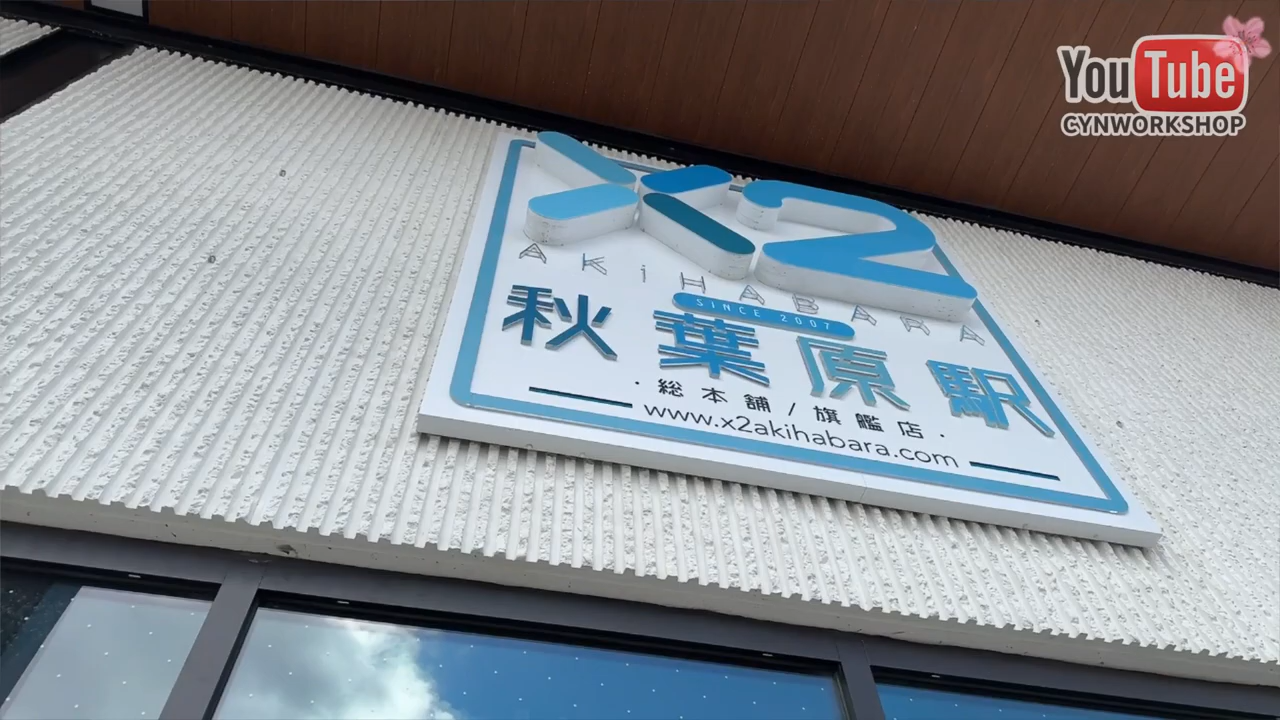 YouTube
CYNWORKSHOP
X2
AKiHABARA
SINCE 2007
秋葉原駅
·総本舗/旗艦店·
www.x2akihabara.com